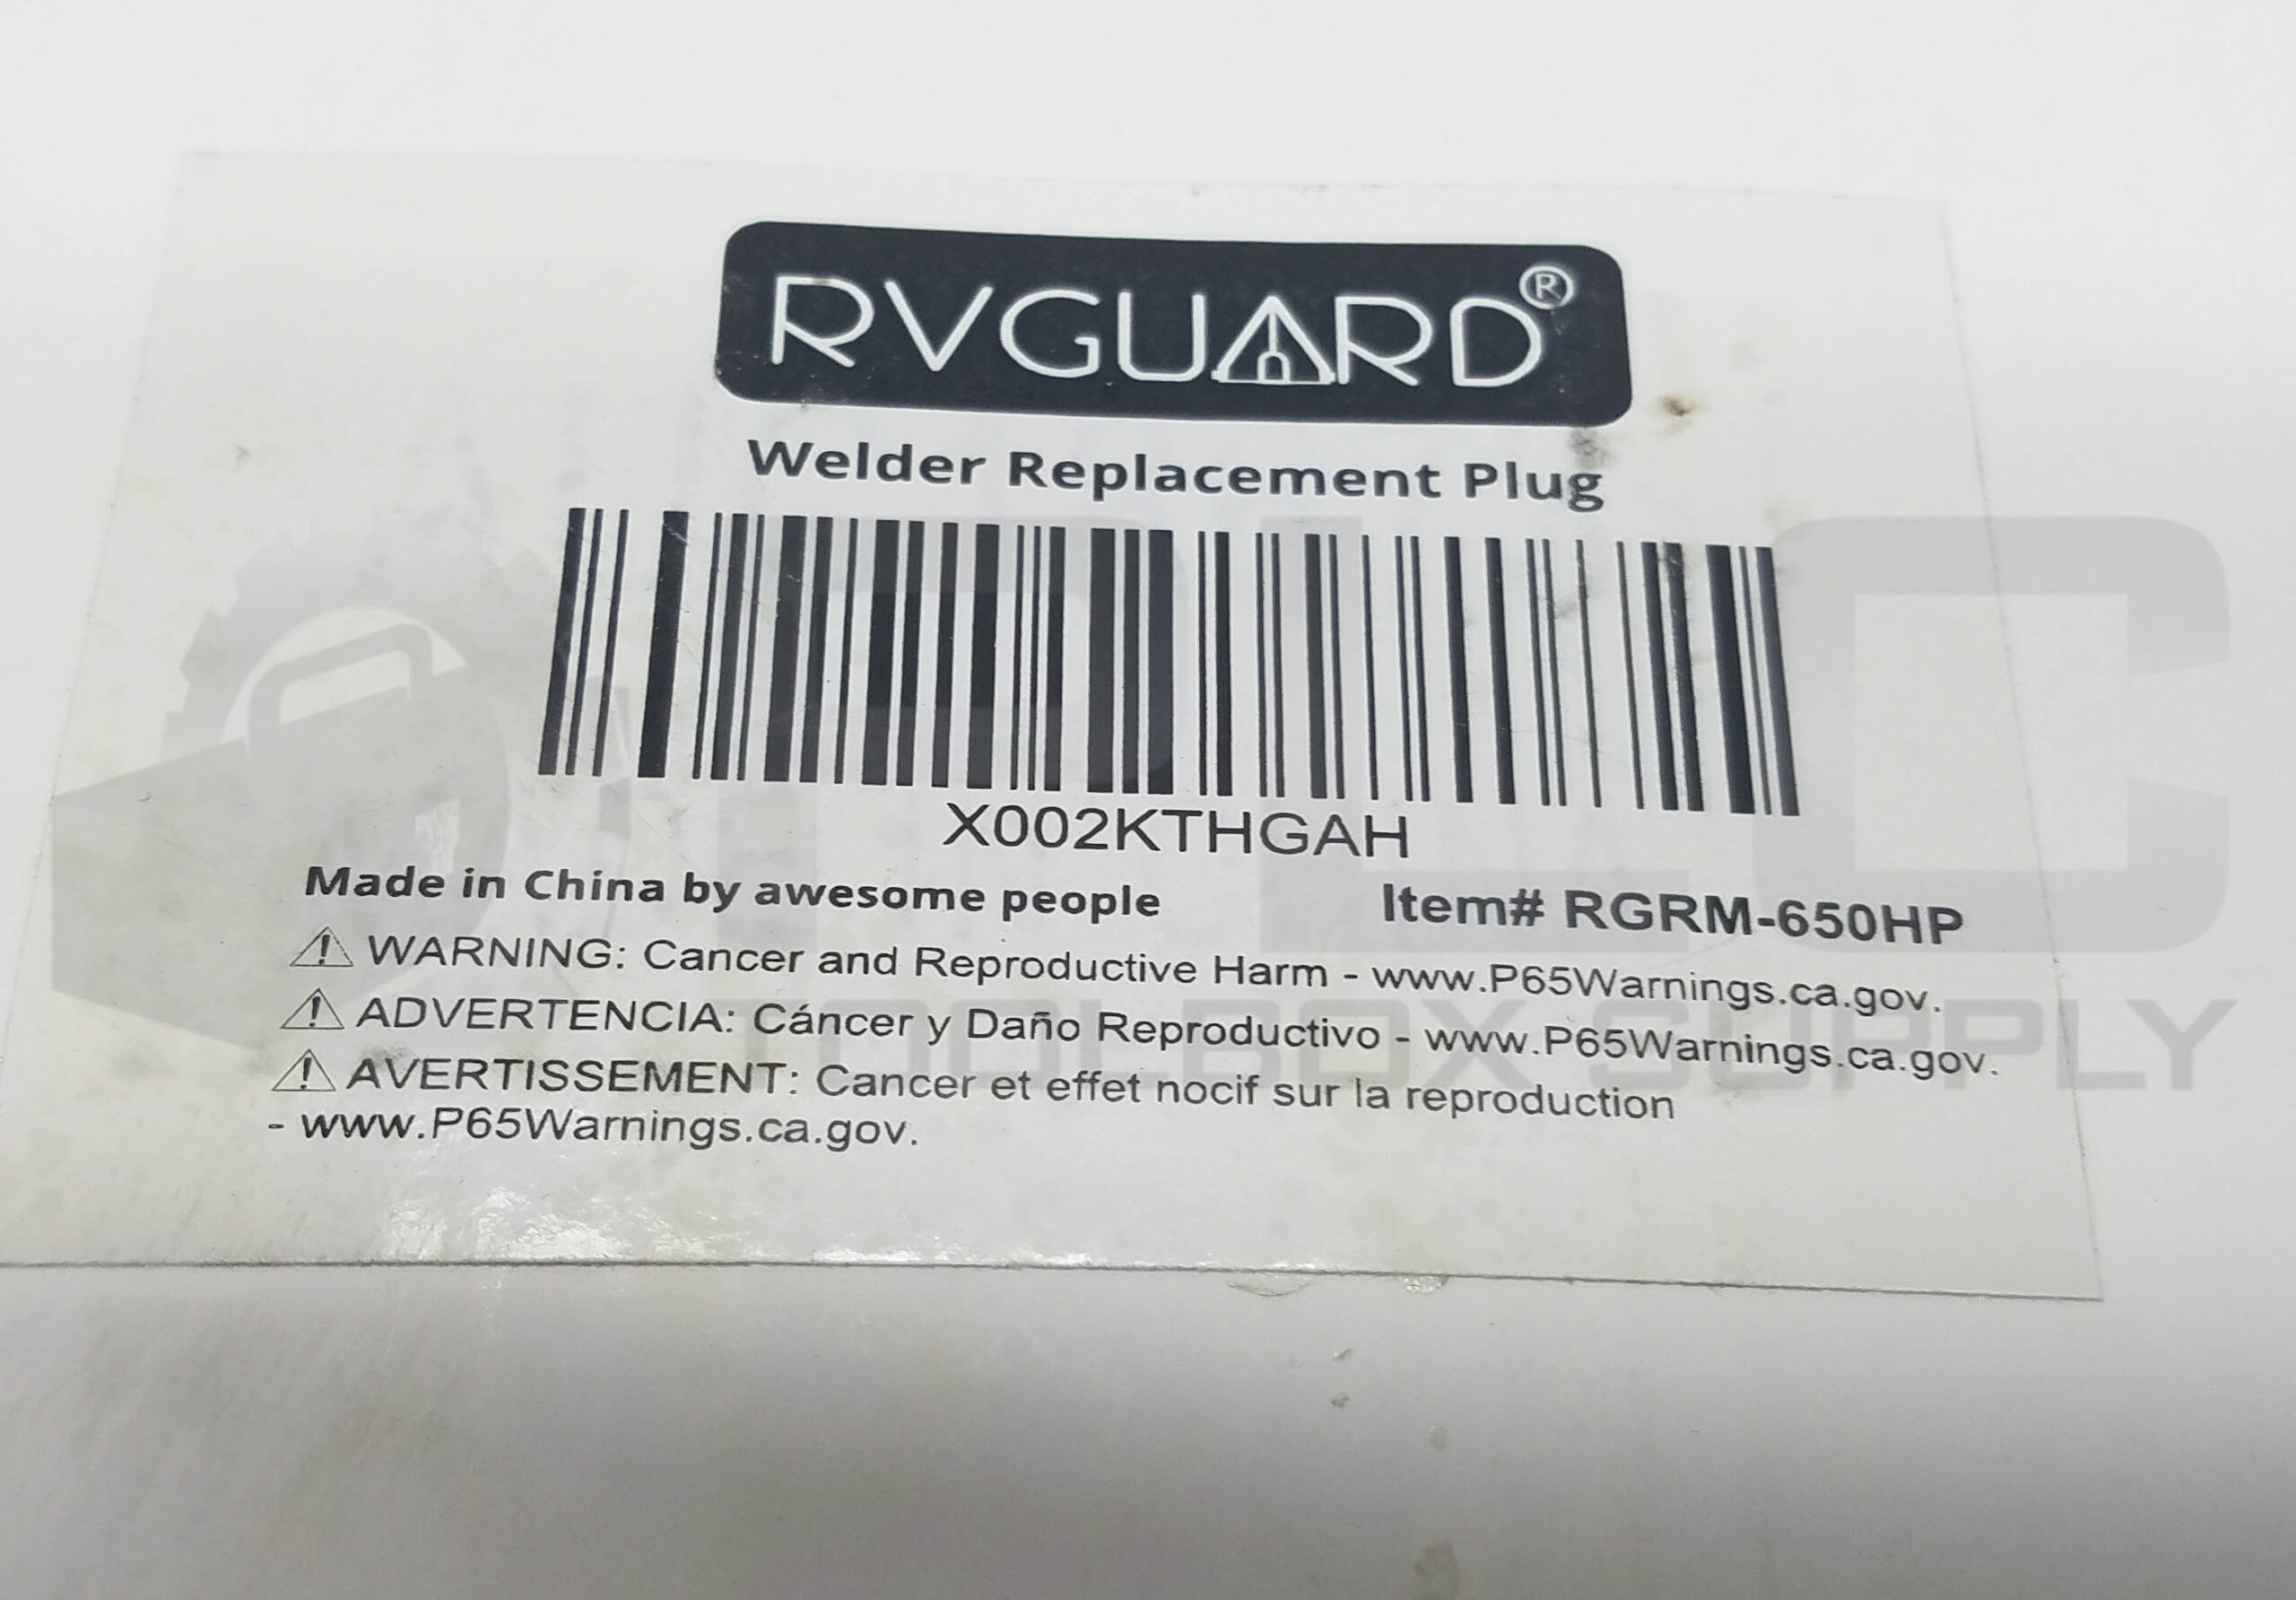 RVGUARD®
Welder Replacement Plug
X002KTHGAH
Made in China by awesome people Item# RGRM-650HP
⚠ WARNING: Cancer and Reproductive Harm - www.P65Warnings.ca.gov.
⚠ ADVERTENCIA: Cáncer y Daño Reproductivo - www.P65Warnings.ca.gov.
⚠ AVERTISSEMENT: Cancer et effet nocif sur la reproduction
- www.P65Warnings.ca.gov.
PLC
TOOLBOX SUPPLY